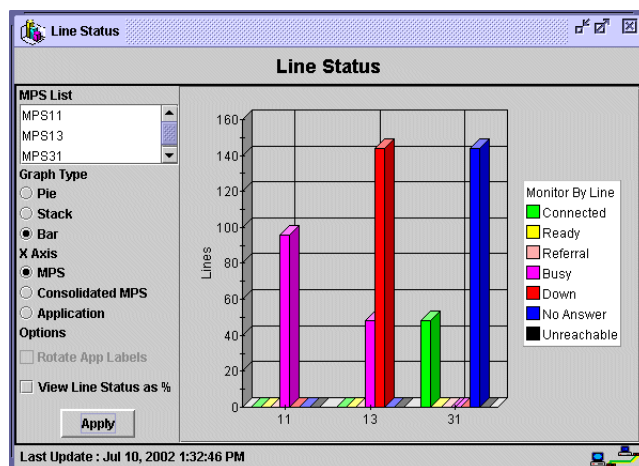 Line Status
Line Status
MPS List
MPS11
MPS13
MPS31
Graph Type
Pie
Stack
Bar
X Axis
MPS
Consolidated MPS
Application
Options
Rotate App Labels
View Line Status as %
Apply
160
140
120
100
80
60
40
20
0
Lines
11
13
31
Monitor By Line
Connected
Ready
Referral
Busy
Down
No Answer
Unreachable
Last Update : Jul 10, 2002 1:32:46 PM